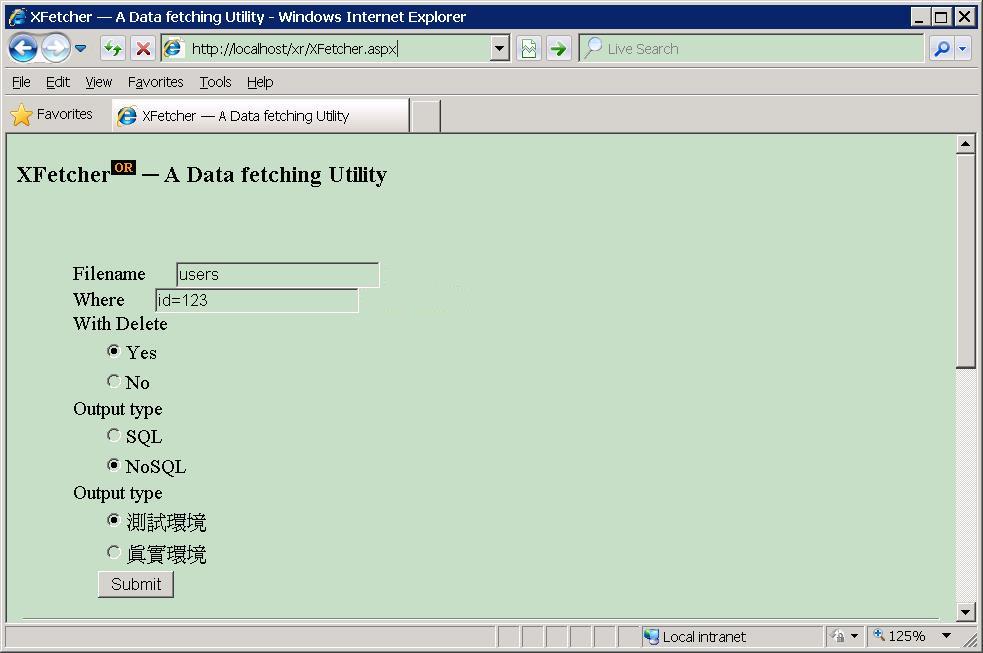 XFetcher — A Data fetching Utility - Windows Internet Explorer
http://localhost/xr/XFetcher.aspx
Live Search
File Edit View Favorites Tools Help
Favorites
XFetcher — A Data fetching Utility
XFetcherOR — A Data fetching Utility
Filename users
Where id=123
With Delete
Yes
No
Output type
SQL
NoSQL
Output type
測試環境
眞實環境
Submit
Local intranet 125%